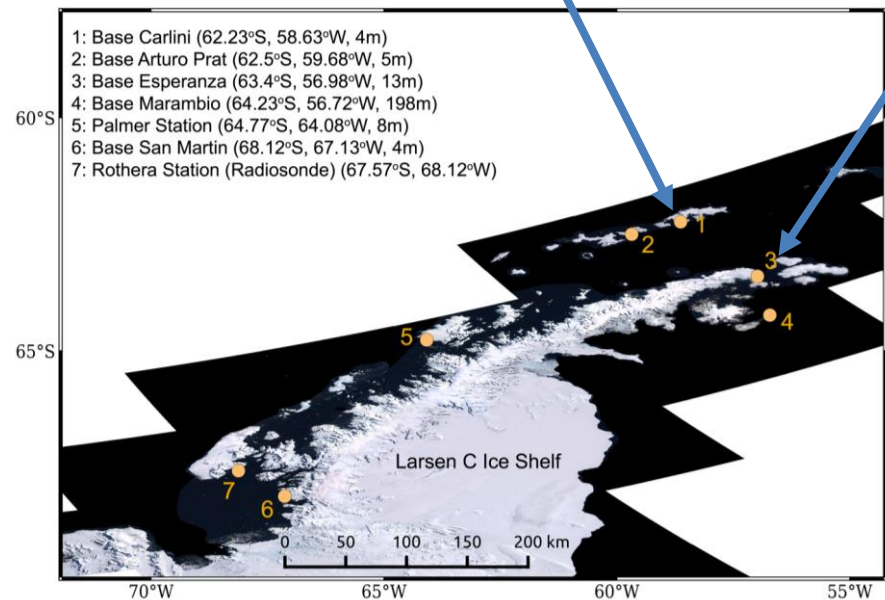 1: Base Carlini (62.23°S, 58.63°W, 4m)
2: Base Arturo Prat (62.5°S, 59.68°W, 5m)
3: Base Esperanza (63.4°S, 56.98°W, 13m)
4: Base Marambio (64.23°S, 56.72°W, 198m)
5: Palmer Station (64.77°S, 64.08°W, 8m)
6: Base San Martin (68.12°S, 67.13°W, 4m)
7: Rothera Station (Radiosonde) (67.57°S, 68.12°W)
60°S
1
2
3
4
5
65°S
Larsen C Ice Shelf
7
6
0 50 100 150 200 km
70°W 65°W 60°W 55°W